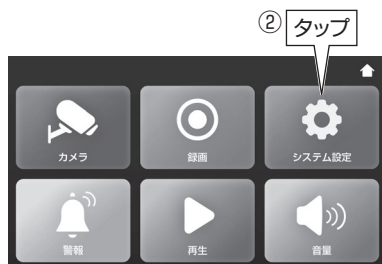 ② タップ
カメラ
録画
システム設定
警報
再生
音量